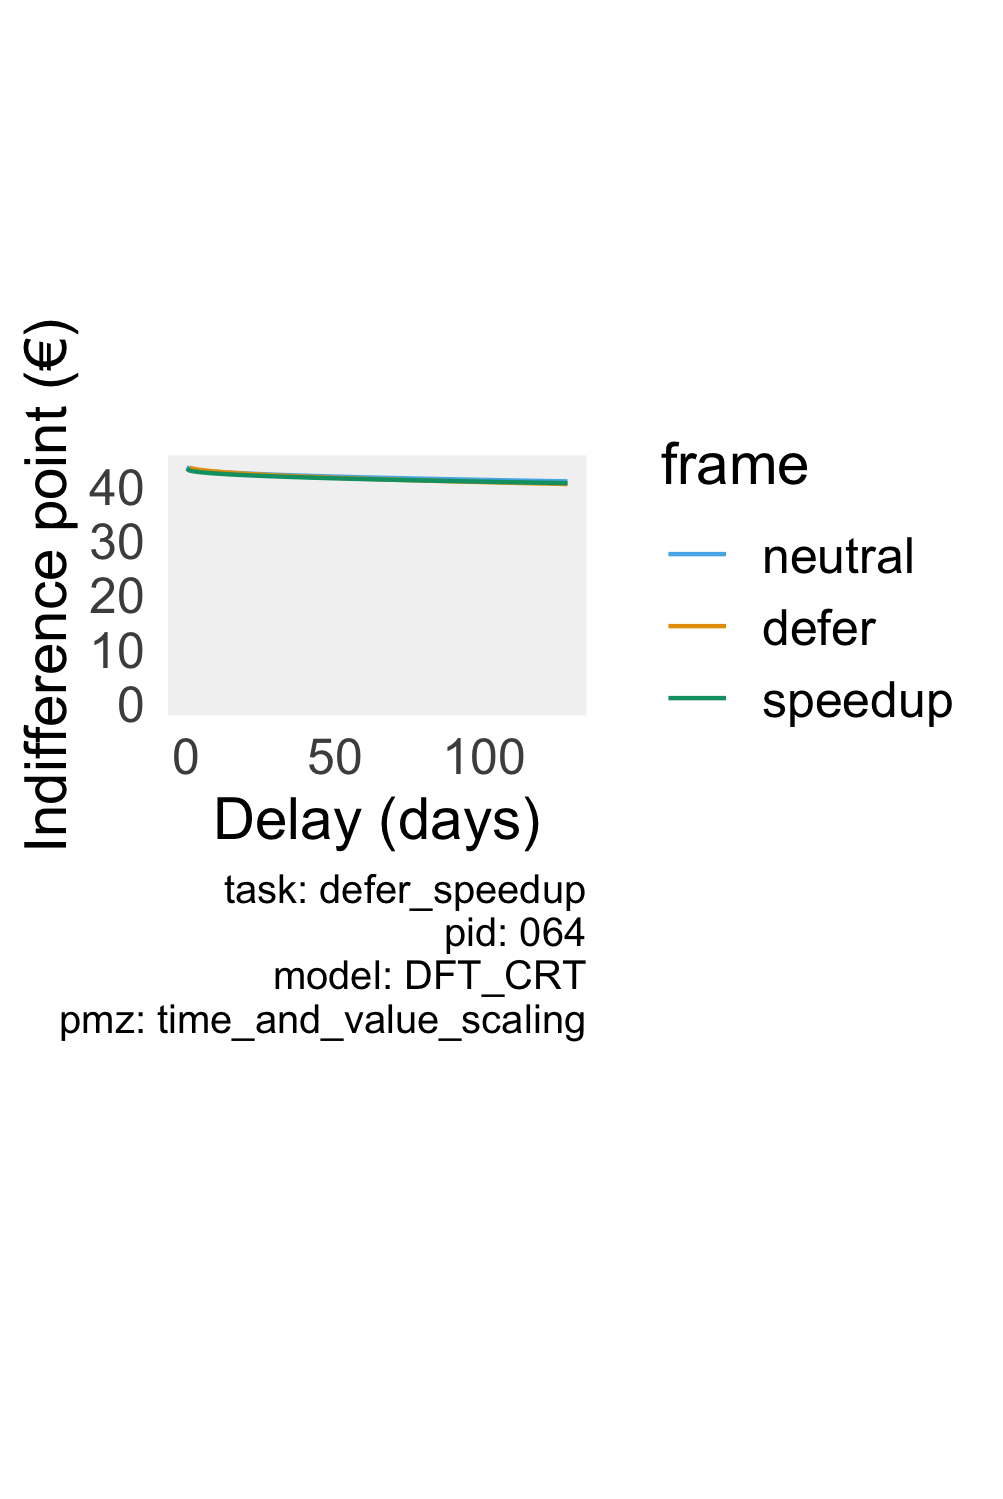 Indifference point (€)
40
30
20
10
0
0 50 100
Delay (days)
frame
neutral
defer
speedup
task: defer_speedup
pid: 064
model: DFT_CRT
pmz: time_and_value_scaling